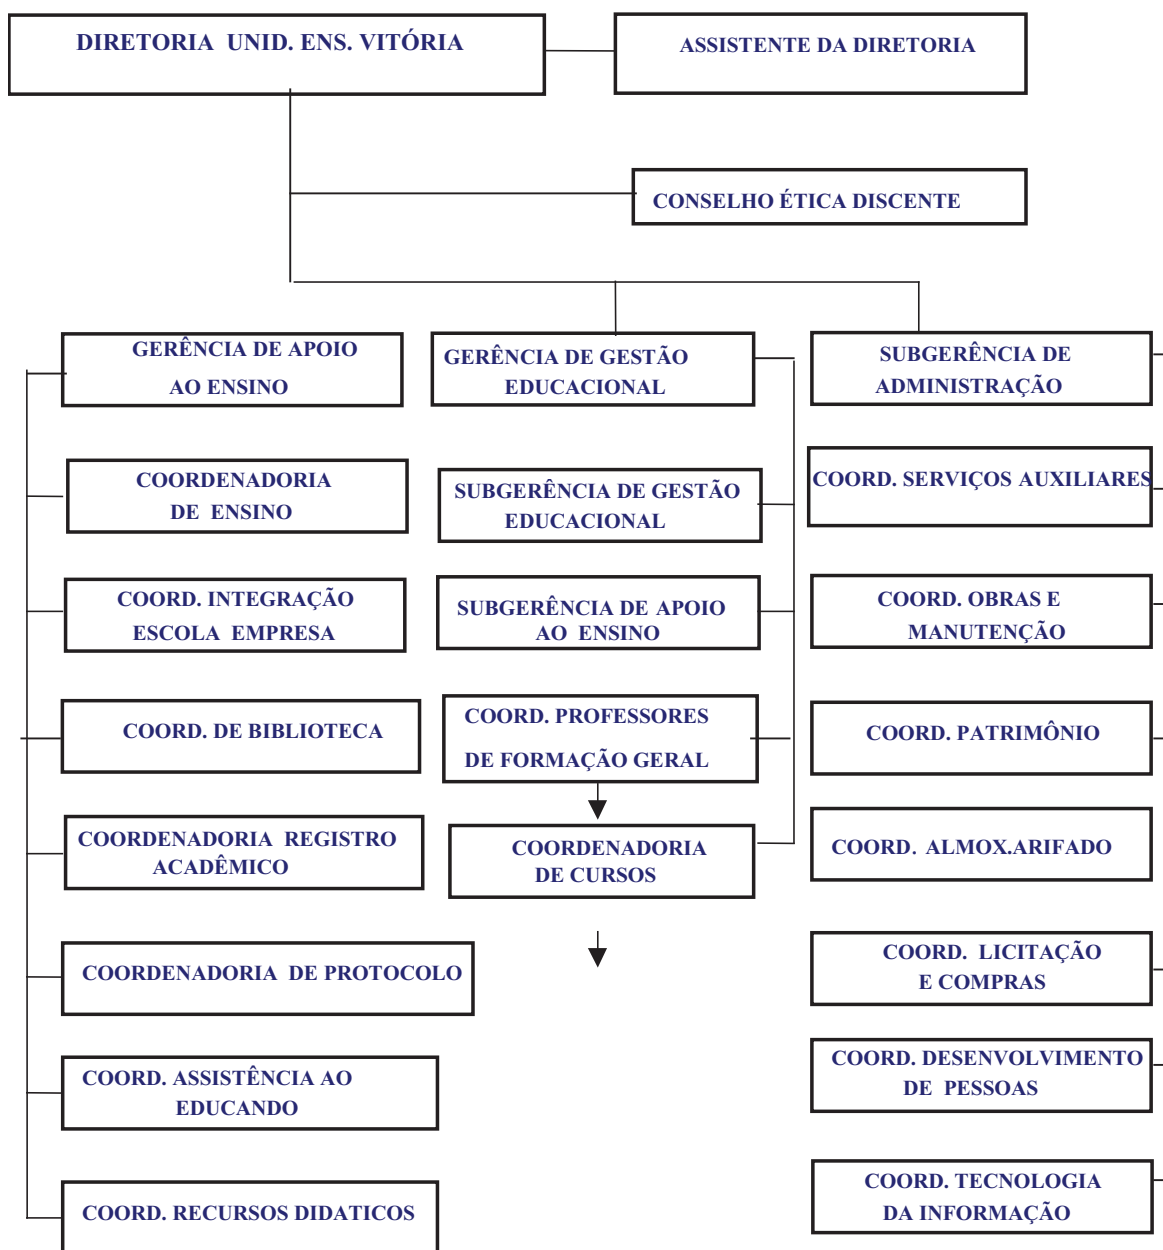 DIRETORIA UNID. ENS. VITÓRIA
ASSISTENTE DA DIRETORIA
CONSELHO ÉTICA DISCENTE
GERÊNCIA DE APOIO
AO ENSINO
COORDENADORIA
DE ENSINO
COORD. INTEGRAÇÃO
ESCOLA EMPRESA
COORD. DE BIBLIOTECA
COORDENADORIA REGISTRO
ACADÊMICO
COORDENADORIA DE PROTOCOLO
COORD. ASSISTÊNCIA AO
EDUCANDO
COORD. RECURSOS DIDATICOS
GERÊNCIA DE GESTÃO
EDUCACIONAL
SUBGERÊNCIA DE GESTÃO
EDUCACIONAL
SUBGERÊNCIA DE APOIO
AO ENSINO
COORD. PROFESSORES
DE FORMAÇÃO GERAL
COORDENADORIA
DE CURSOS
SUBGERÊNCIA DE
ADMINISTRAÇÃO
COORD. SERVIÇOS AUXILIARES
COORD. OBRAS E
MANUTENÇÃO
COORD. PATRIMÔNIO
COORD. ALMOX.ARIFADO
COORD. LICITAÇÃO
E COMPRAS
COORD. DESENVOLVIMENTO
DE PESSOAS
COORD. TECNOLOGIA
DA INFORMAÇÃO